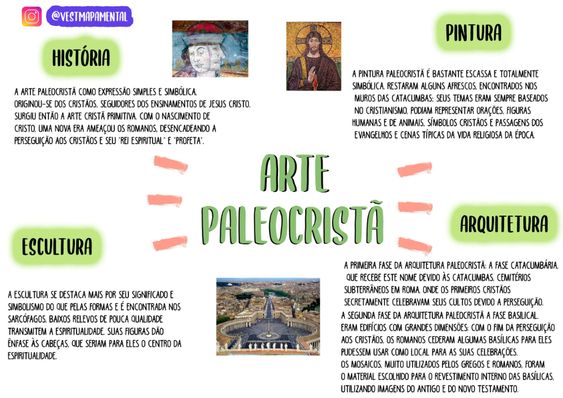 @VESTMAPAMENTAL
HISTÓRIA
A ARTE PALEOCRISTÃ COMO EXPRESSÃO SIMPLES E SIMBÓLICA,
ORIGINOU-SE DOS CRISTÃOS, SEGUIDORES DOS ENSINAMENTOS DE JESUS CRISTO.
SURGIU ENTÃO A ARTE CRISTÃ PRIMITIVA. COM O NASCIMENTO DE
CRISTO, UMA NOVA ERA AMEAÇOU OS ROMANOS, DESENCADEANDO A
PERSEGUIÇÃO AOS CRISTÃOS E SEU "REI ESPIRITUAL" E "PROFETA".
PINTURA
A PINTURA PALEOCRISTÃ É BASTANTE ESCASSA E TOTALMENTE
SIMBÓLICA. RESTARAM ALGUNS AFRESCOS, ENCONTRADOS NOS
MUROS DAS CATACUMBAS; SEUS TEMAS ERAM SEMPRE BASEADOS
NO CRISTIANISMO, PODIAM REPRESENTAR ORAÇÕES, FIGURAS
HUMANAS E DE ANIMAIS, SÍMBOLOS CRISTÃOS E PASSAGENS DOS
EVANGELHOS E CENAS TÍPICAS DA VIDA RELIGIOSA DA ÉPOCA.
ARTE
PALEOCRISTÃ
ESCULTURA
A ESCULTURA SE DESTACA MAIS POR SEU SIGNIFICADO E
SIMBOLISMO DO QUE PELAS FORMAS E É ENCONTRADA NOS
SARCÓFAGOS. BAIXOS RELEVOS DE POUCA QUALIDADE
TRANSMITEM A ESPIRITUALIDADE. SUAS FIGURAS DÃO
ÊNFASE ÀS CABEÇAS, QUE SERIAM PARA ELES O CENTRO DA
ESPIRITUALIDADE.
ARQUITETURA
A PRIMEIRA FASE DA ARQUITETURA PALEOCRISTÃ: A FASE CATACUMBÁRIA,
QUE RECEBE ESTE NOME DEVIDO ÀS CATACUMBAS, CEMITÉRIOS
SUBTERRÂNEOS EM ROMA, ONDE OS PRIMEIROS CRISTÃOS
SECRETAMENTE CELEBRAVAM SEUS CULTOS DEVIDO A PERSEGUIÇÃO.
A SEGUNDA FASE DA ARQUITETURA PALEOCRISTÃ A FASE BASILICAL.
ERAM EDIFÍCIOS COM GRANDES DIMENSÕES: COM O FIM DA PERSEGUIÇÃO
AOS CRISTÃOS, OS ROMANOS CEDERAM ALGUMAS BASÍLICAS PARA ELES
PUDESSEM USAR COMO LOCAL PARA AS SUAS CELEBRAÇÕES.
OS MOSAICOS, MUITO UTILIZADOS PELOS GREGOS E ROMANOS, FORAM
O MATERIAL ESCOLHIDO PARA O REVESTIMENTO INTERNO DAS BASÍLICAS,
UTILIZANDO IMAGENS DO ANTIGO E DO NOVO TESTAMENTO.